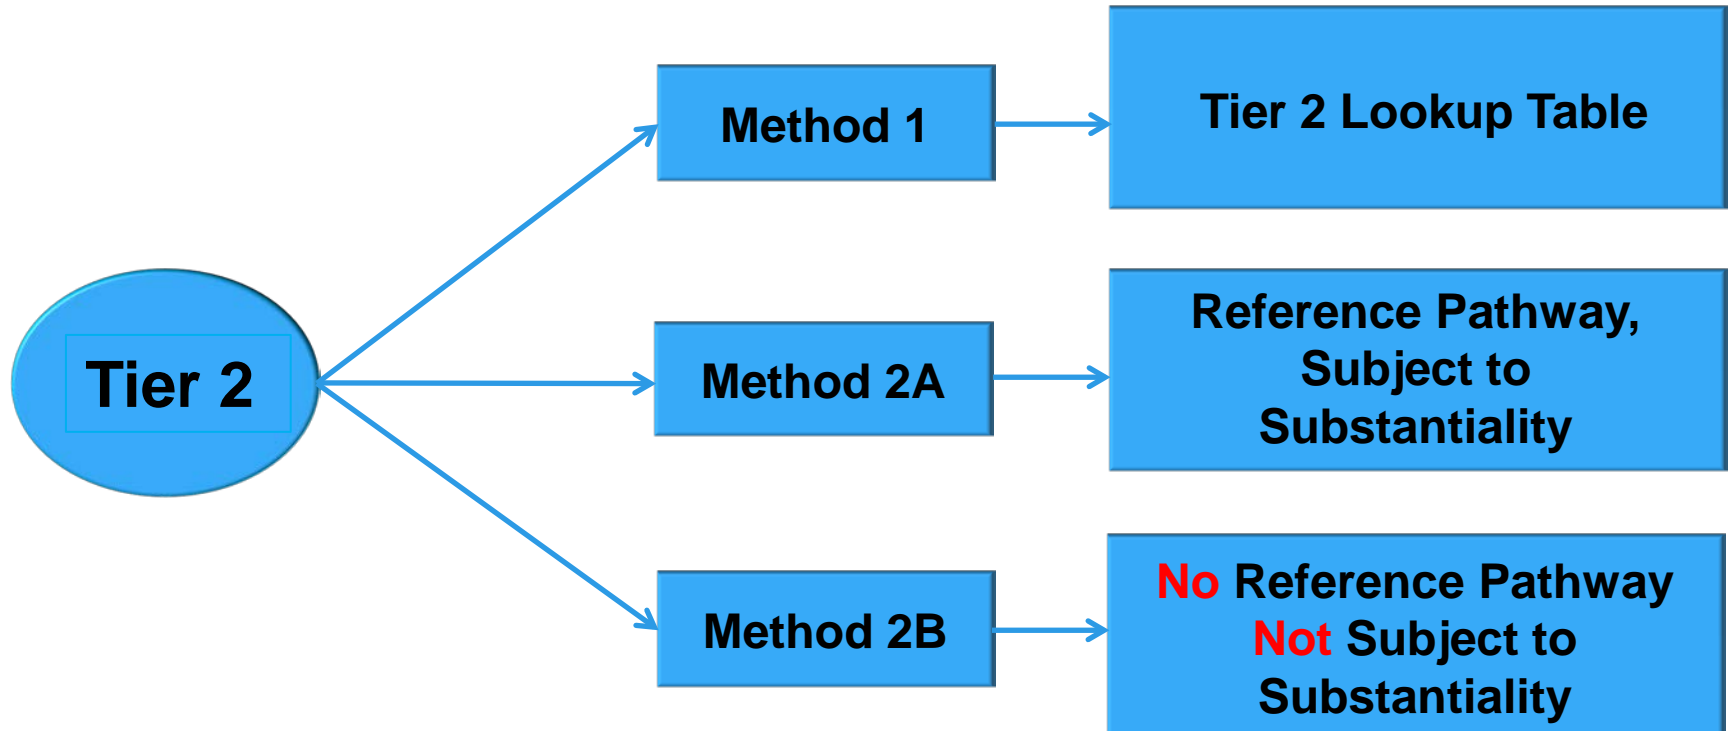 Tier 2
Method 1
Tier 2 Lookup Table
Method 2A
Reference Pathway,
Subject to
Substantiality
Method 2B
No Reference Pathway
Not Subject to
Substantiality